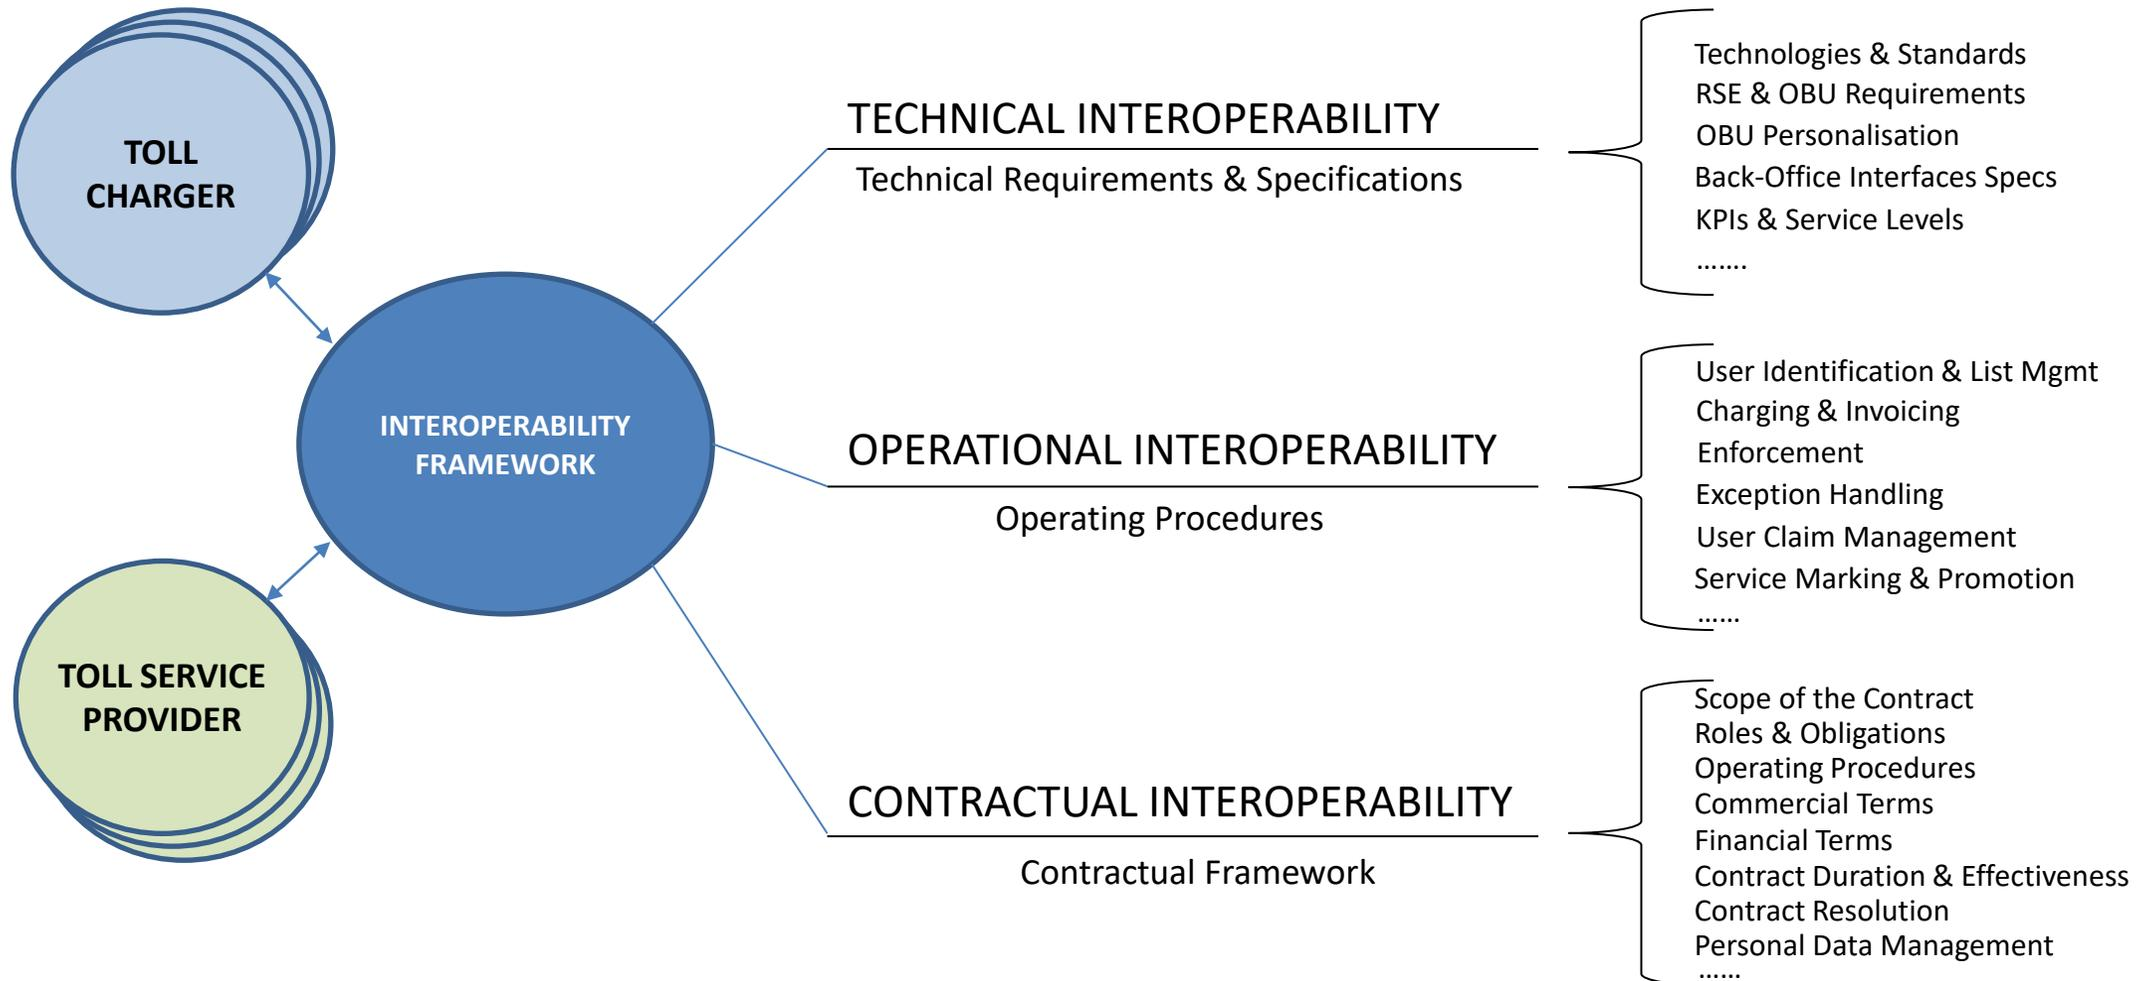 TOLL
CHARGER
INTEROPERABILITY
FRAMEWORK
TOLL SERVICE
PROVIDER
TECHNICAL INTEROPERABILITY
Technical Requirements & Specifications
Technologies & Standards
RSE & OBU Requirements
OBU Personalisation
Back-Office Interfaces Specs
KPIs & Service Levels
.......
OPERATIONAL INTEROPERABILITY
Operating Procedures
User Identification & List Mgmt
Charging & Invoicing
Enforcement
Exception Handling
User Claim Management
Service Marking & Promotion
......
CONTRACTUAL INTEROPERABILITY
Contractual Framework
Scope of the Contract
Roles & Obligations
Operating Procedures
Commercial Terms
Financial Terms
Contract Duration & Effectiveness
Contract Resolution
Personal Data Management
......